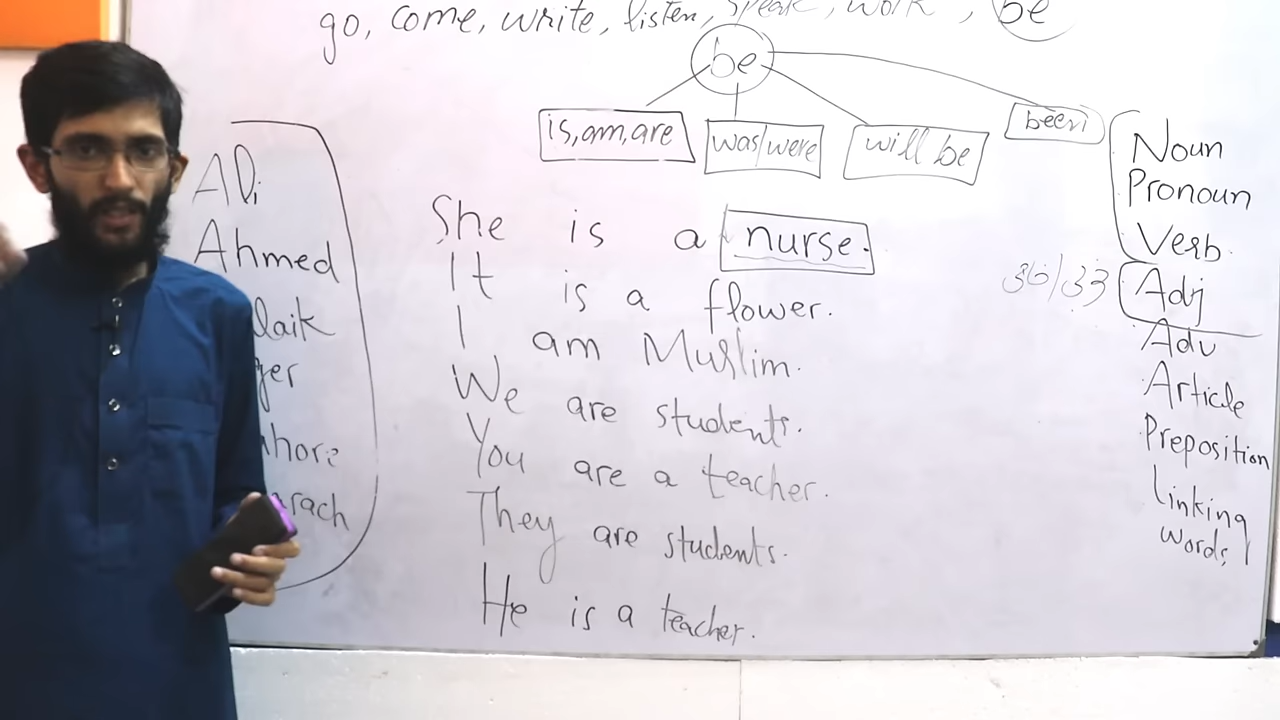 go, come, write, listen, speak, work, be
be
is, am, are
was/were
will be
been
Ali
Ahmed
She is a nurse.
It is a flower.
I am Muslim.
We are students.
You are a teacher.
They are students.
He is a teacher.
Noun
Pronoun
Verb
36/33 Adj
Adv
Article
Preposition
Linking
words